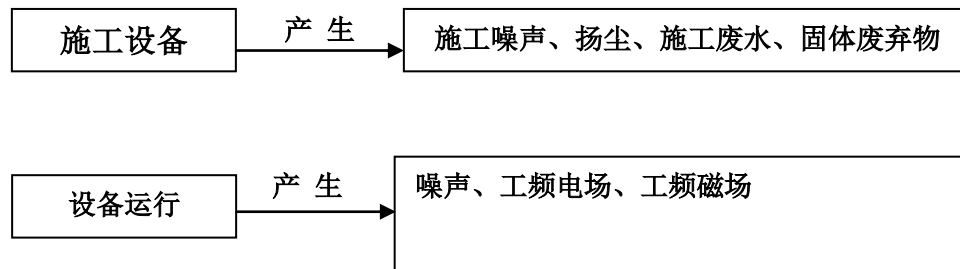 施工设备
产 生
施工噪声、扬尘、施工废水、固体废弃物
设备运行
产 生
噪声、工频电场、工频磁场